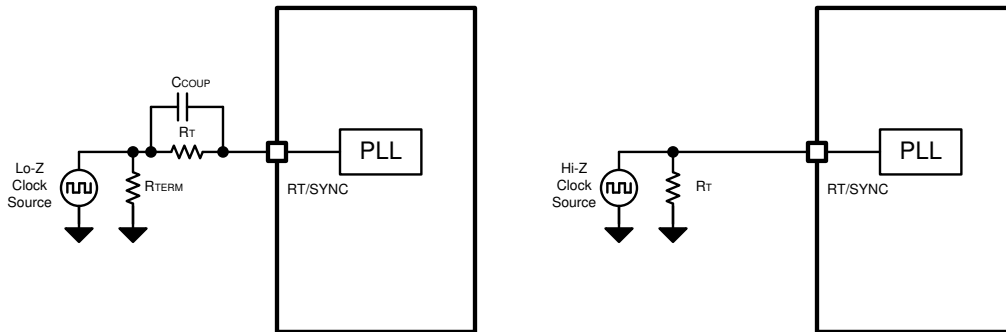 CCOUP
RT
Lo-Z
Clock
Source
RTERM
PLL
RT/SYNC
Hi-Z
Clock
Source
RT
PLL
RT/SYNC